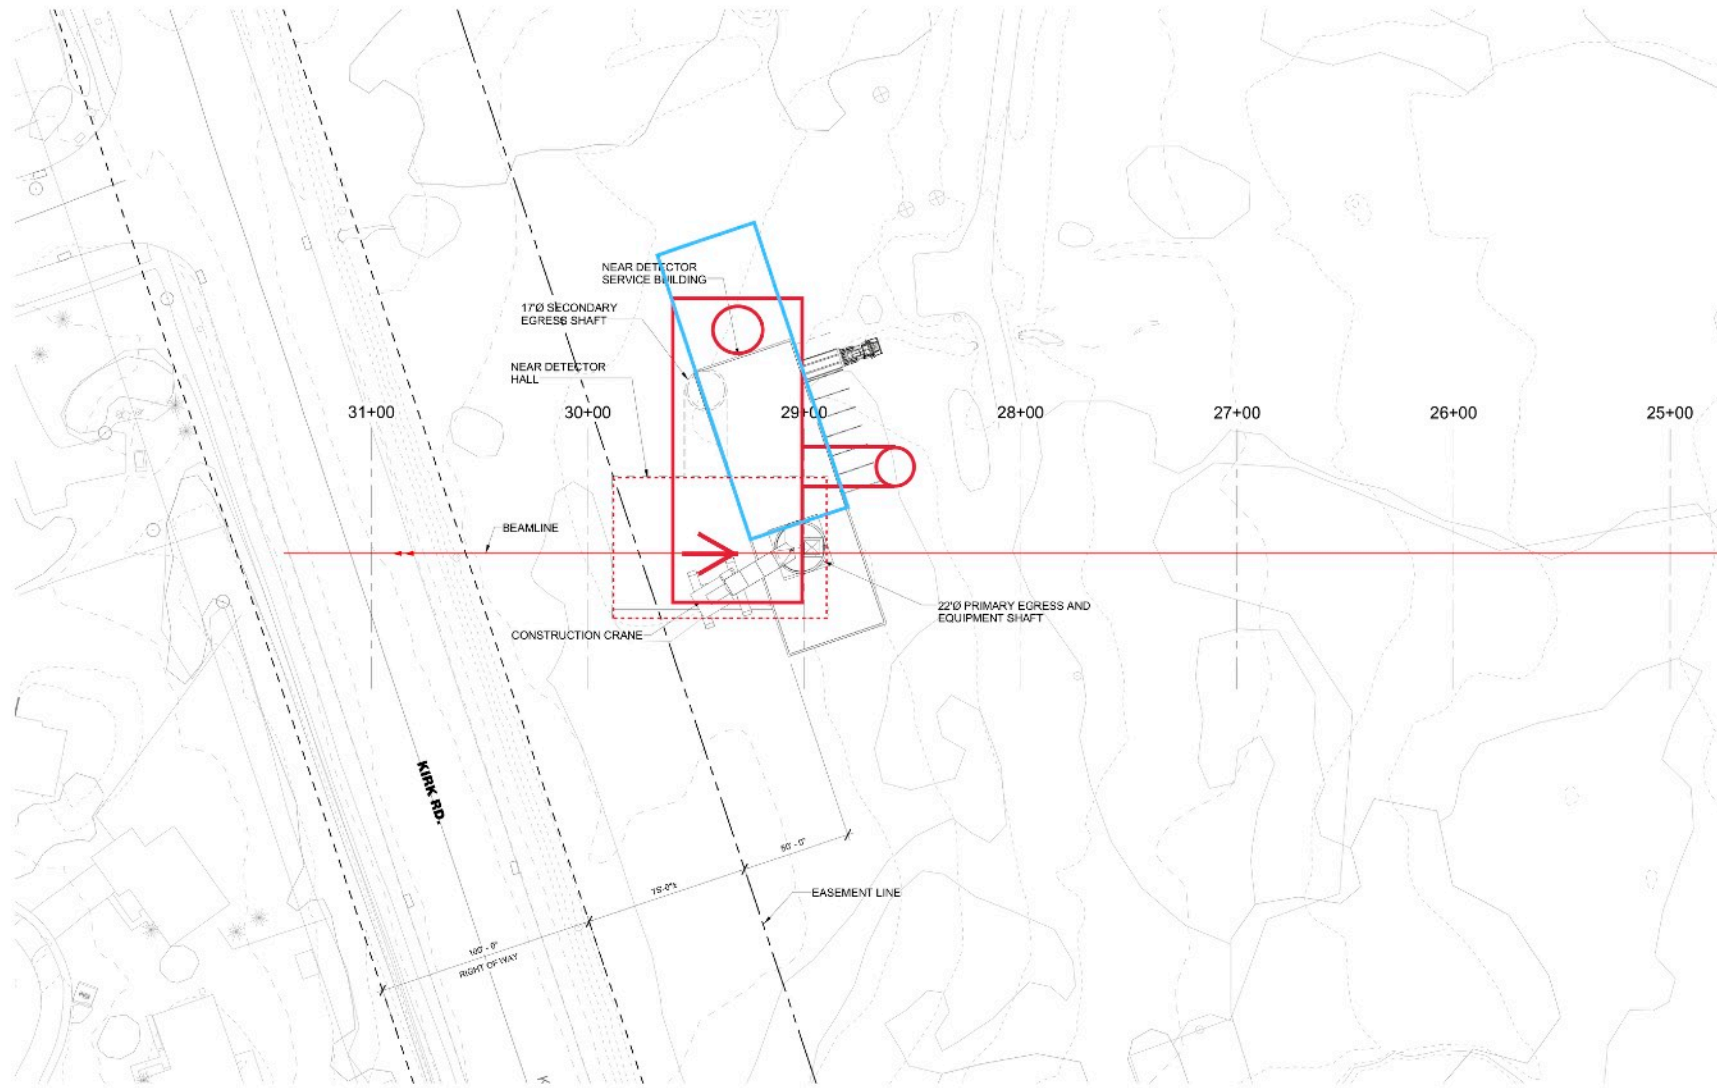 NEAR DETECTOR
SERVICE BUILDING
17'Ø SECONDARY
EGRESS SHAFT
NEAR DETECTOR
HALL
31+00
30+00
29+00
28+00
27+00
26+00
25+00
BEAMLINE
22'Ø PRIMARY EGRESS AND
EQUIPMENT SHAFT
CONSTRUCTION CRANE
KIRK RD.
50' - 0"
75'-0"±
EASEMENT LINE
100' - 0"
RIGHT OF WAY
K